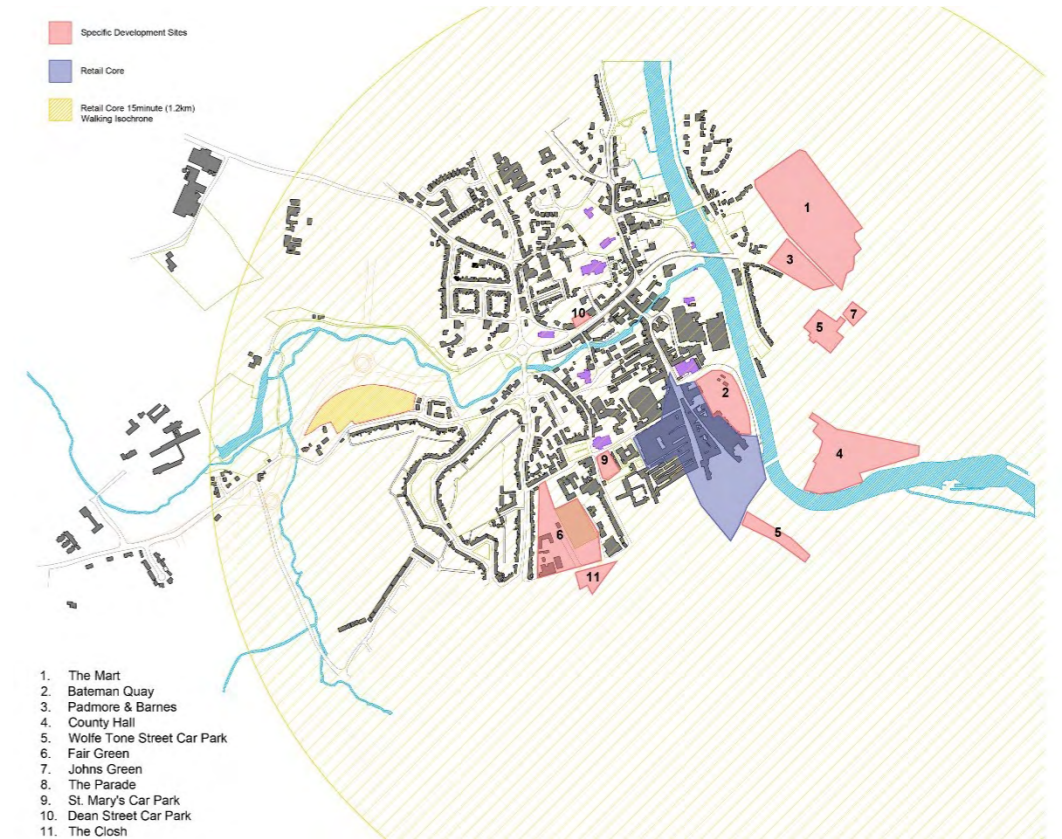 Specific Development Sites
Retail Core
Retail Core 15minute (1.2km)
Walking Isochrone
1
3
7
5
10
2
4
9
5
6
11
1. The Mart
2. Bateman Quay
3. Padmore & Barnes
4. County Hall
5. Wolfe Tone Street Car Park
6. Fair Green
7. Johns Green
8. The Parade
9. St. Mary's Car Park
10. Dean Street Car Park
11. The Closh